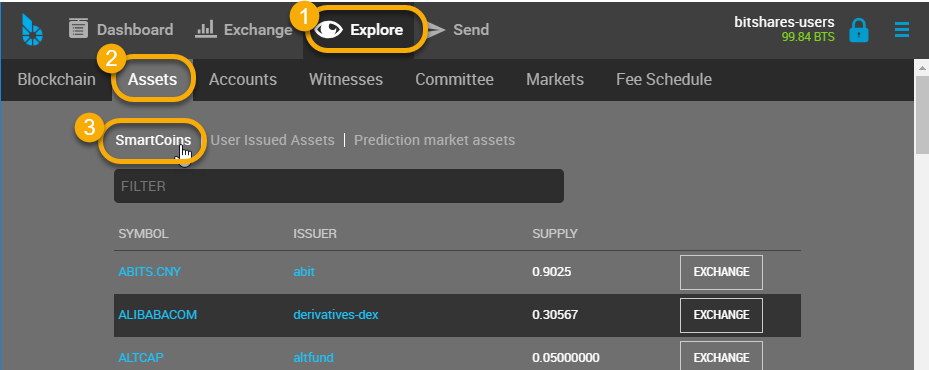 1
Dashboard Exchange Explore Send
bitshares-users
99.84 BTS
2
Blockchain Assets Accounts Witnesses Committee Markets Fee Schedule
3
SmartCoins | User Issued Assets | Prediction market assets
FILTER
SYMBOL ISSUER SUPPLY
ABITS.CNY abit 0.9025 EXCHANGE
ALIBABACOM derivatives-dex 0.30567 EXCHANGE
ALTCAP altfund 0.05000000 EXCHANGE